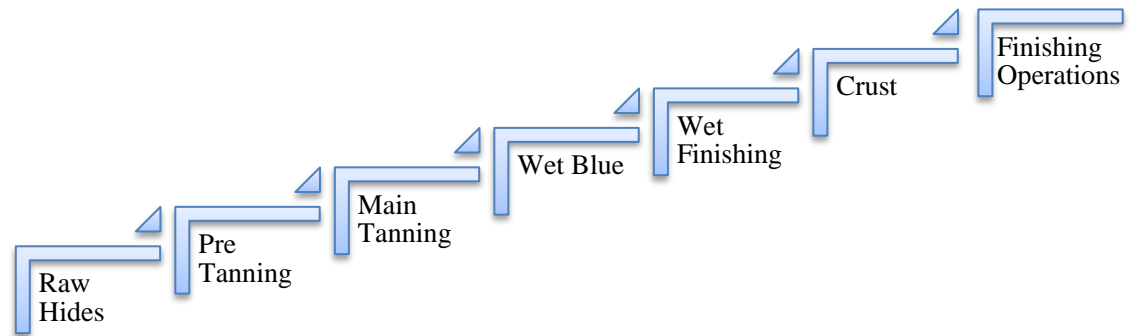 Raw
Hides
Pre
Tanning
Main
Tanning
Wet Blue
Wet
Finishing
Crust
Finishing
Operations